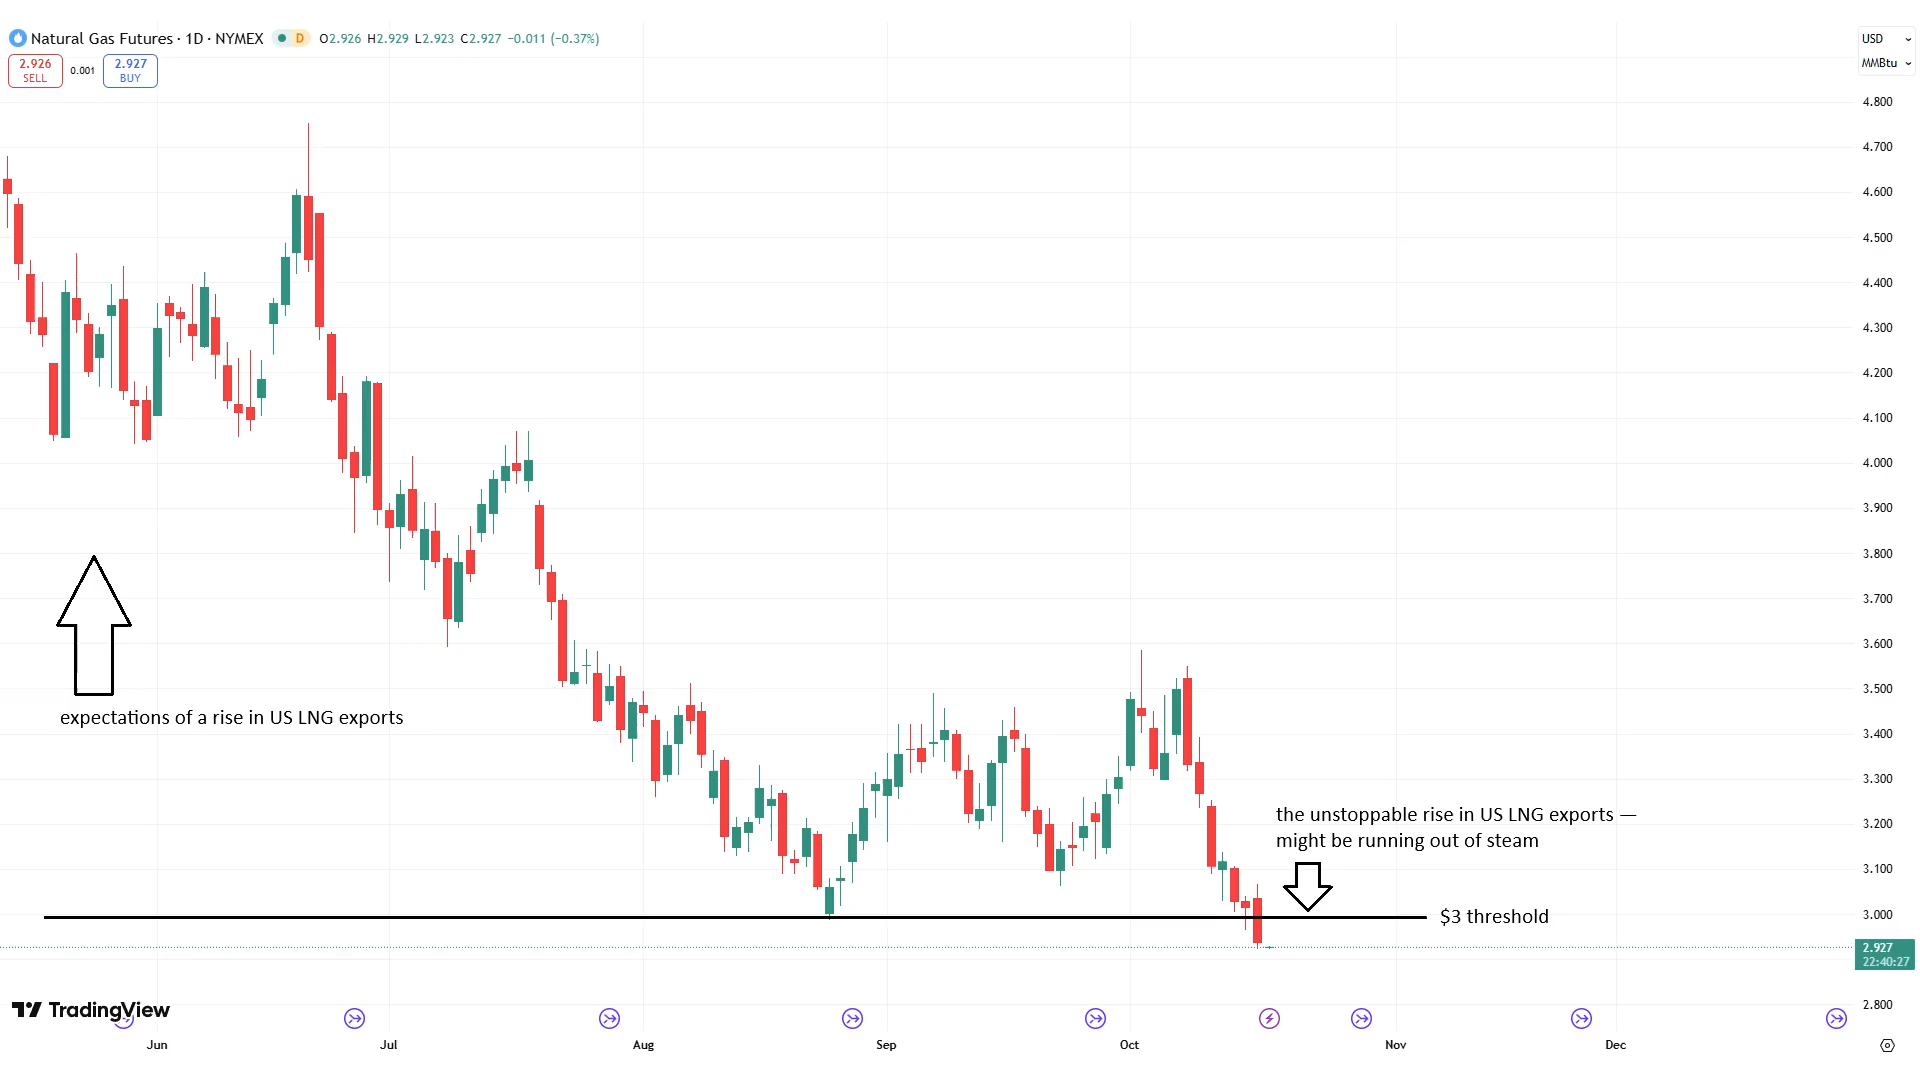 Natural Gas Futures · 1D · NYMEX D O2.926 H2.929 L2.923 C2.927 −0.011 (−0.37%)
2.926 SELL
0.001
2.927 BUY
USD
MMBtu
4.800
4.700
4.600
4.500
4.400
4.300
4.200
4.100
4.000
3.900
3.800
3.700
3.600
3.500
3.400
3.300
3.200
3.100
3.000
2.927
22:40:27
2.800
expectations of a rise in US LNG exports
the unstoppable rise in US LNG exports —
might be running out of steam
$3 threshold
TradingView
Jun Jul Aug Sep Oct Nov Dec